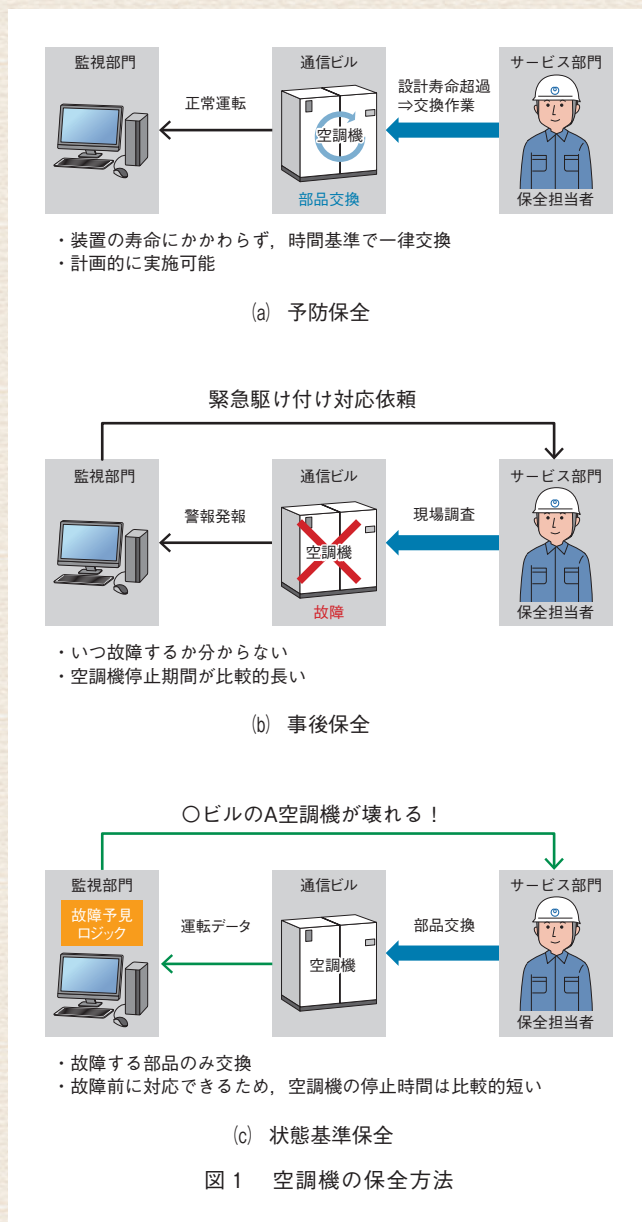 監視部門
通信ビル
サービス部門
正常運転
設計寿命超過
⇒交換作業
空調機
部品交換
保全担当者
・装置の寿命にかかわらず，時間基準で一律交換
・計画的に実施可能
(a) 予防保全
緊急駆け付け対応依頼
監視部門
通信ビル
サービス部門
警報発報
現場調査
空調機
故障
保全担当者
・いつ故障するか分からない
・空調機停止期間が比較的長い
(b) 事後保全
〇ビルのA空調機が壊れる！
監視部門
通信ビル
サービス部門
故障予見
ロジック
運転データ
部品交換
空調機
保全担当者
・故障する部品のみ交換
・故障前に対応できるため，空調機の停止時間は比較的短い
(c) 状態基準保全
図1　空調機の保全方法